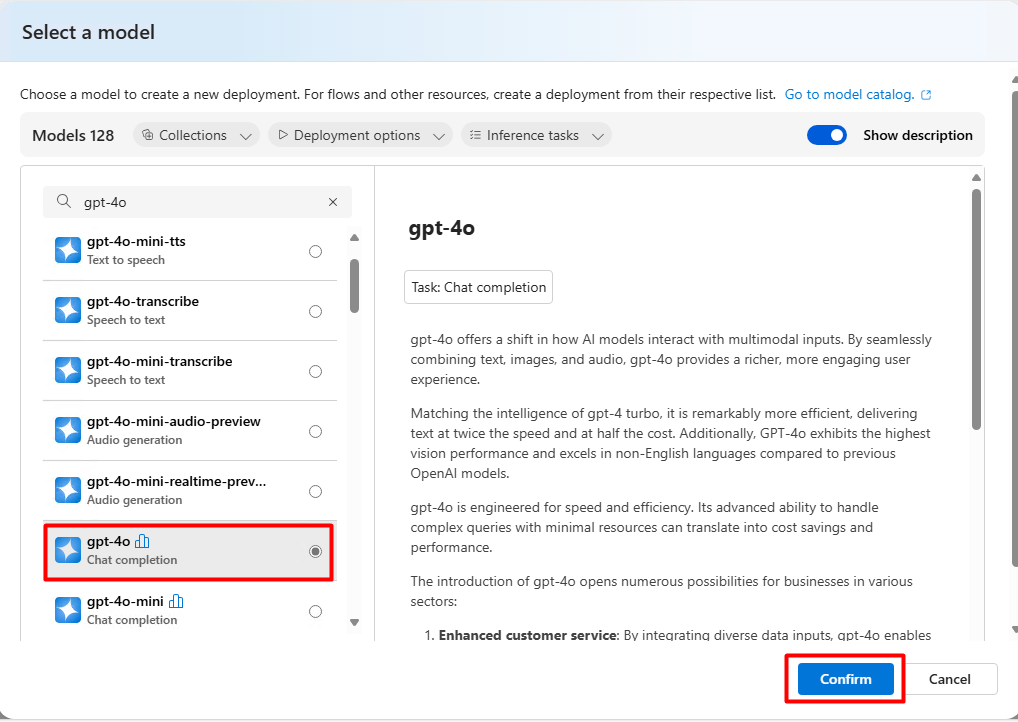 Select a model
Choose a model to create a new deployment. For flows and other resources, create a deployment from their respective list. Go to model catalog.
Models 128 Collections Deployment options Inference tasks Show description
gpt-4o
gpt-4o-mini-tts
Text to speech
gpt-4o-transcribe
Speech to text
gpt-4o-mini-transcribe
Speech to text
gpt-4o-mini-audio-preview
Audio generation
gpt-4o-mini-realtime-prev...
Audio generation
gpt-4o
Chat completion
gpt-4o-mini
Chat completion
gpt-4o
Task: Chat completion
gpt-4o offers a shift in how AI models interact with multimodal inputs. By seamlessly
combining text, images, and audio, gpt-4o provides a richer, more engaging user
experience.
Matching the intelligence of gpt-4 turbo, it is remarkably more efficient, delivering
text at twice the speed and at half the cost. Additionally, GPT-4o exhibits the highest
vision performance and excels in non-English languages compared to previous
OpenAI models.
gpt-4o is engineered for speed and efficiency. Its advanced ability to handle
complex queries with minimal resources can translate into cost savings and
performance.
The introduction of gpt-4o opens numerous possibilities for businesses in various
sectors:
1. Enhanced customer service: By integrating diverse data inputs, gpt-4o enables
Confirm Cancel